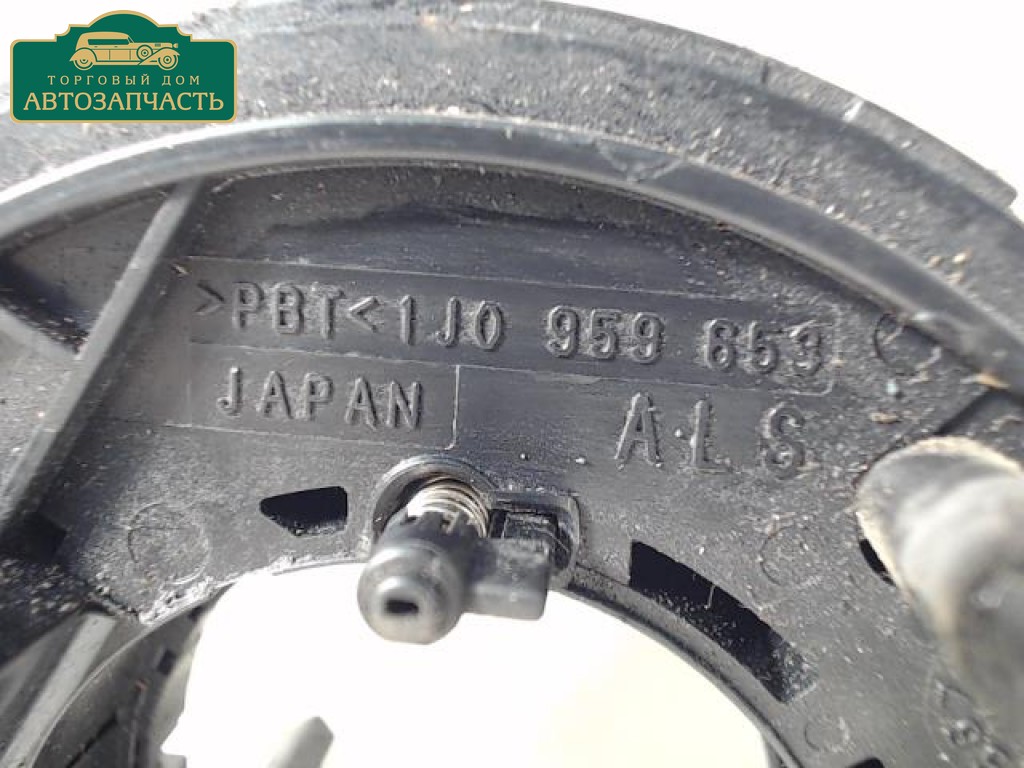 ТОРГОВЫЙ ДОМ
АВТОЗАПЧАСТЬ
>PBT<1J0 959 653
JAPAN
ALS